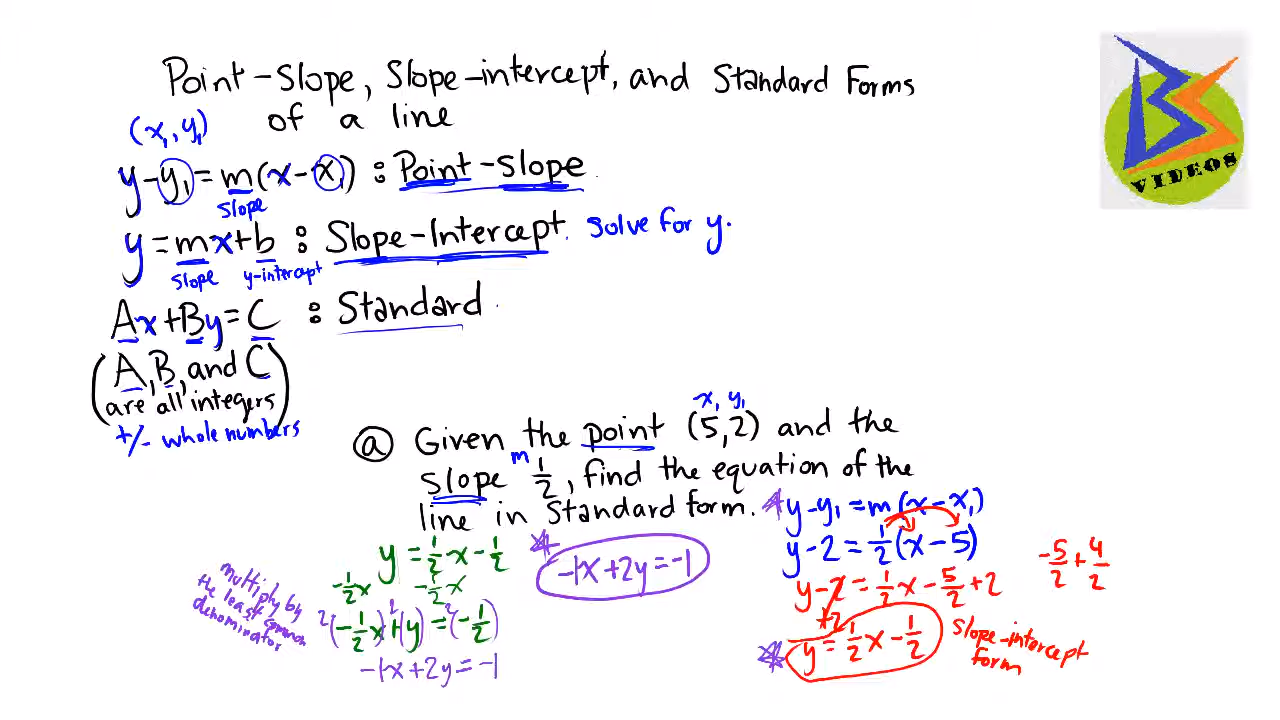 Point-Slope, Slope-intercept, and Standard Forms
of a line
(x₁, y₁)
y-y₁ = m(x-x₁) : Point-slope
slope
y = mx+b : Slope-Intercept. solve for y.
slope y-intercept
Ax+By=C : Standard
(A, B, and C
are all integers)
+/- whole numbers
BS
VIDEOS
x₁ y₁
ⓐ Given the point (5,2) and the
m
slope 1/2, find the equation of the
line in Standard form.
y = 1/2x - 1/2
-1/2x -1/2x
2(-1/2x) + 2(y) = 2(-1/2)
-1x+2y=-1
multiply by
the least common
denominator
-1x+2y=-1
y-y₁ = m(x-x₁)
y-2 = 1/2(x-5)
y-2 = 1/2x - 5/2 + 2
+2
y = 1/2x - 1/2
slope-intercept
form
-5/2 + 4/2